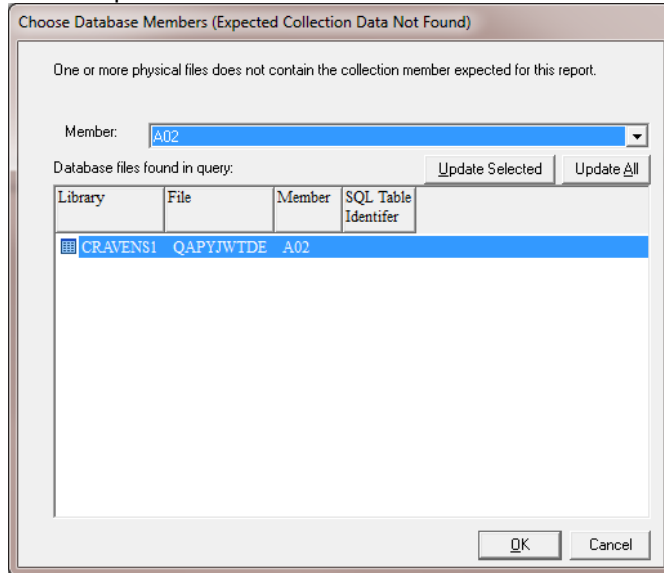 Choose Database Members (Expected Collection Data Not Found)
One or more physical files does not contain the collection member expected for this report.
Member: A02
Database files found in query: Update Selected Update All
Library File Member SQL Table
Identifer
CRAVENS1 QAPYJWTDE A02
OK Cancel